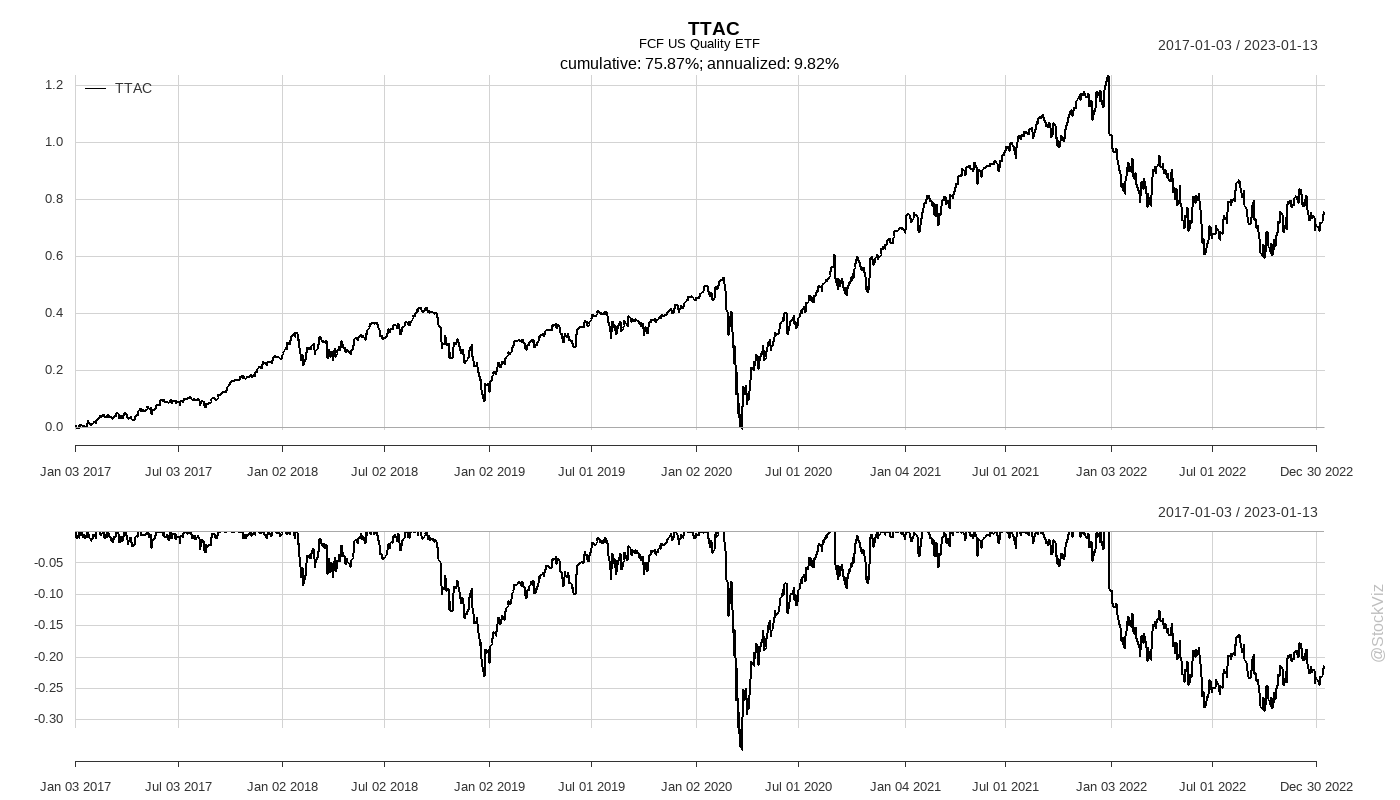 TTAC
FCF US Quality ETF
2017-01-03 / 2023-01-13
cumulative: 75.87%; annualized: 9.82%
TTAC
1.2
1.0
0.8
0.6
0.4
0.2
0.0
Jan 03 2017 Jul 03 2017 Jan 02 2018 Jul 02 2018 Jan 02 2019 Jul 01 2019 Jan 02 2020 Jul 01 2020 Jan 04 2021 Jul 01 2021 Jan 03 2022 Jul 01 2022 Dec 30 2022
2017-01-03 / 2023-01-13
-0.05
-0.10
-0.15
-0.20
-0.25
-0.30
Jan 03 2017 Jul 03 2017 Jan 02 2018 Jul 02 2018 Jan 02 2019 Jul 01 2019 Jan 02 2020 Jul 01 2020 Jan 04 2021 Jul 01 2021 Jan 03 2022 Jul 01 2022 Dec 30 2022
@StockViz